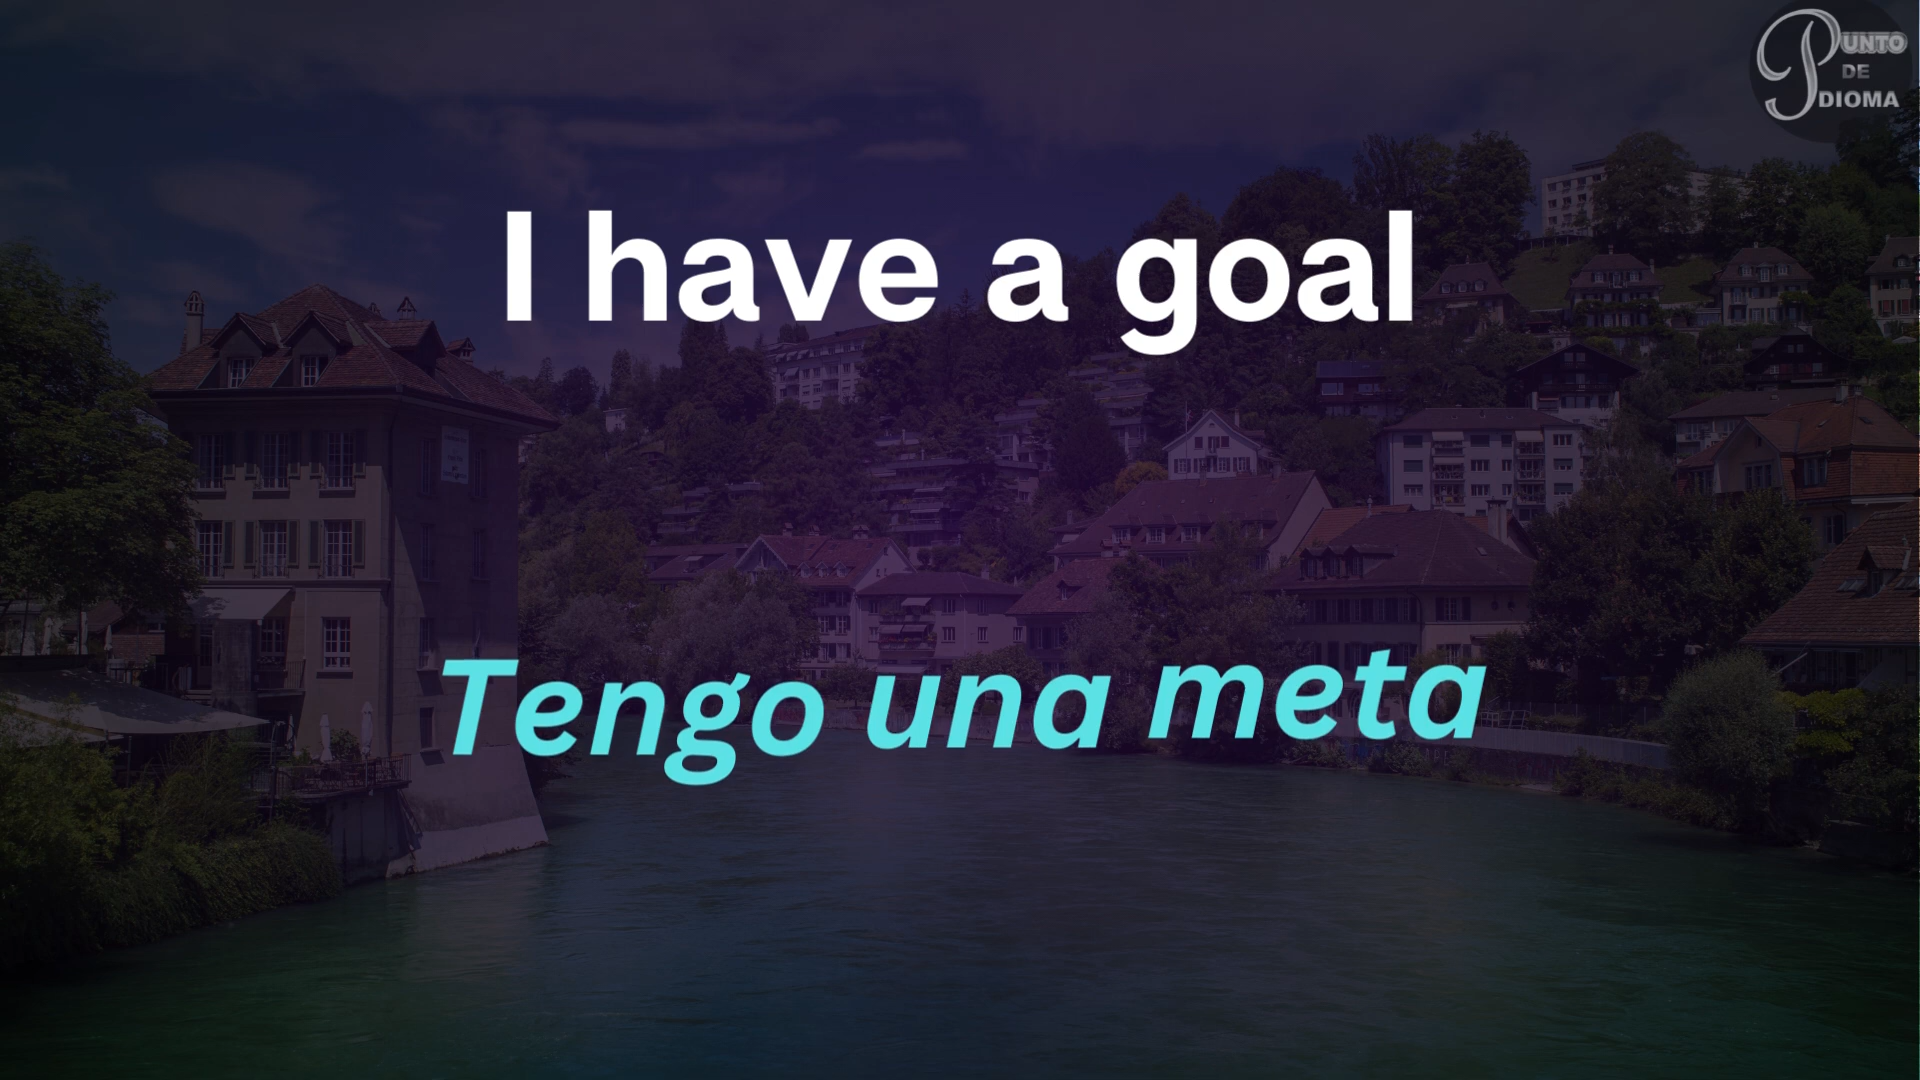 PUNTO
DE
IDIOMA
I have a goal
Tengo una meta